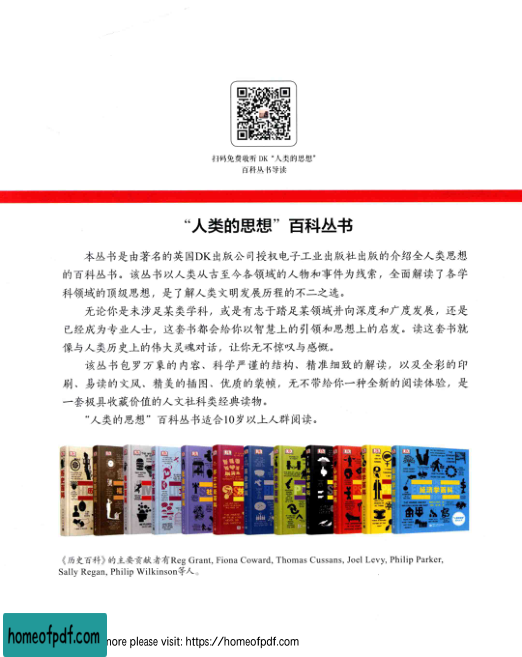 扫码免费收听 DK “人类的思想”
百科丛书导读
“人类的思想”百科丛书
本丛书是由著名的英国DK出版公司授权电子工业出版社出版的介绍全人类思想
的百科丛书。该丛书以人类从古至今各领域的人物和事件为线索，全面解读了各学
科领域的顶级思想，是了解人类文明发展历程的不二之选。
无论你是未涉足某类学科，或是有志于踏足某领域并向深度和广度发展，还是
已经成为专业人士，这套书都会给你以智慧上的引领和思想上的启发。读这套书就
像与人类历史上的伟大灵魂对话，让你无不惊叹与感慨。
该丛书包罗万象的内容、科学严谨的结构、精准细致的解读，以及全彩的印
刷、易读的文风、精美的插图、优质的装帧，无不带给你一种全新的阅读体验，是
一套极具收藏价值的人文社科类经典读物。
“人类的思想”百科丛书适合10岁以上人群阅读。
经济学百科
《历史百科》的主要贡献者有Reg Grant, Fiona Coward, Thomas Cussans, Joel Levy, Philip Parker,
Sally Regan, Philip Wilkinson等人。
homeofpdf.com
more please visit: https://homeofpdf.com